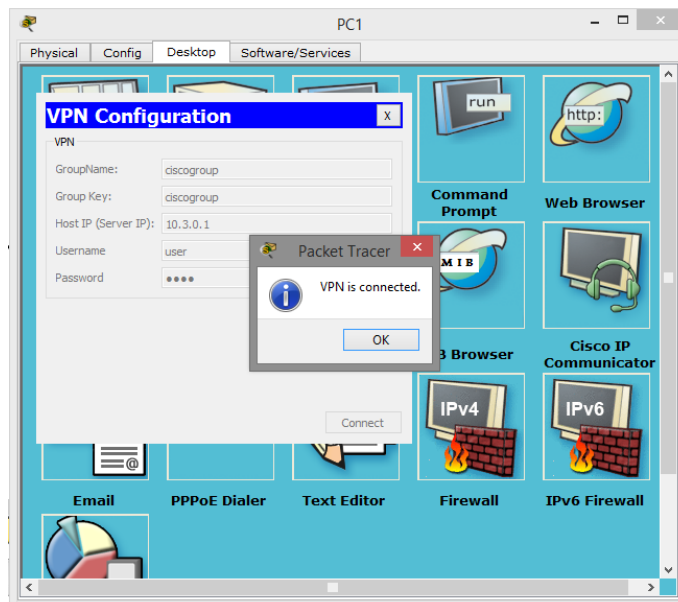 PC1
Physical Config Desktop Software/Services
VPN Configuration X
VPN
GroupName: ciscogroup
Group Key: ciscogroup
Host IP (Server IP): 10.3.0.1
Username user
Password ●●●●
Connect
Packet Tracer
VPN is connected.
OK
run
http:
Command Prompt
Web Browser
MIB
Browser
Cisco IP Communicator
IPv4
IPv6
@
Email
PPPoE Dialer
Text Editor
Firewall
IPv6 Firewall